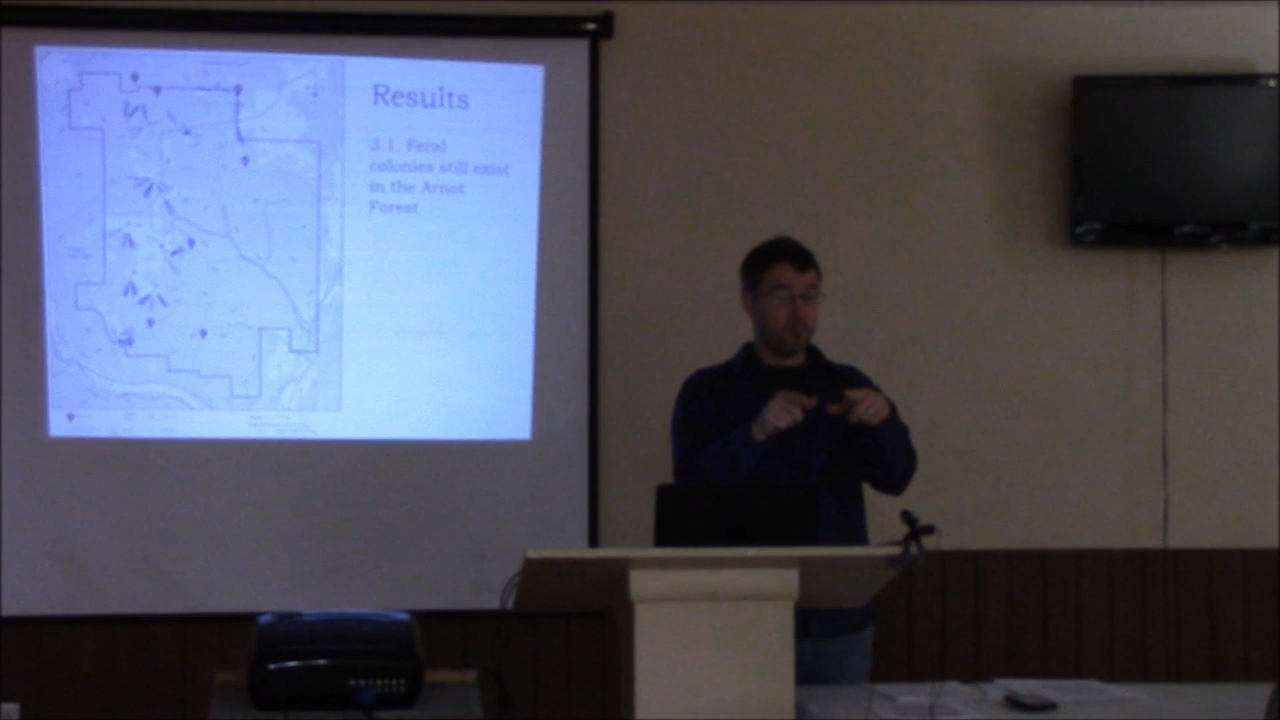 Results
3.1. Feral
colonies still exist
in the Arnot
Forest